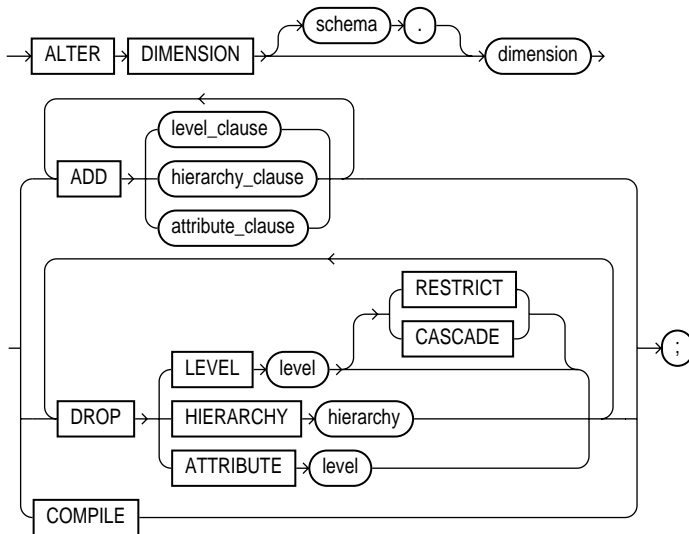 schema .
ALTER DIMENSION dimension
level_clause
ADD hierarchy_clause
attribute_clause
RESTRICT
CASCADE
LEVEL level
;
DROP HIERARCHY hierarchy
ATTRIBUTE level
COMPILE